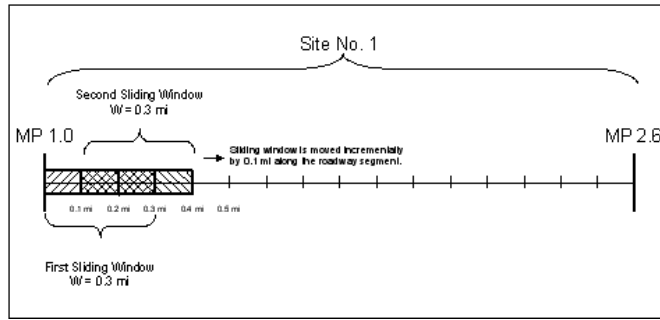 Site No. 1
Second Sliding Window
W = 0.3 mi
MP 1.0
MP 2.6
Sliding window is moved incrementally
by 0.1 mi along the roadway segment.
0.1 mi 0.2 mi 0.3 mi 0.4 mi 0.5 mi
First Sliding Window
W = 0.3 mi